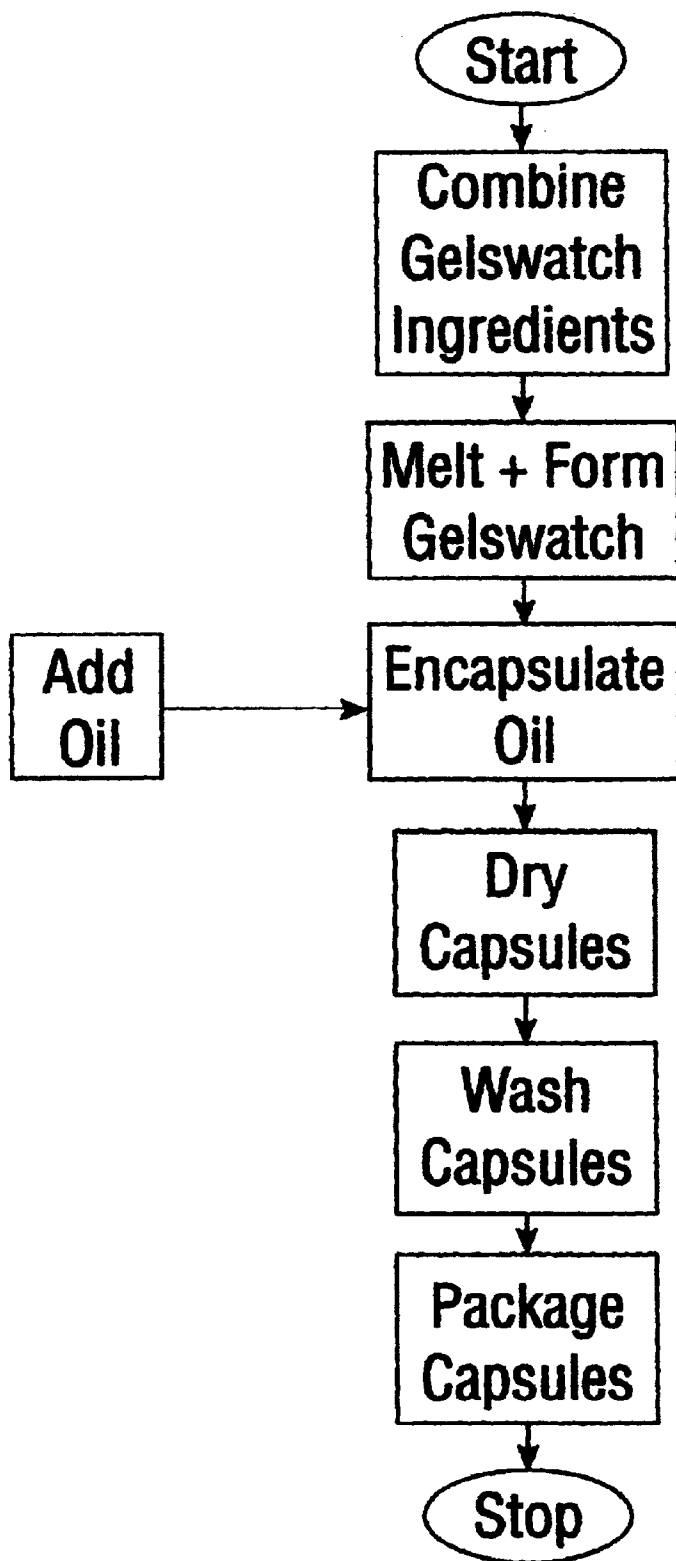 Start
Combine
Gelswatch
Ingredients
Melt + Form
Gelswatch
Add
Oil
Encapsulate
Oil
Dry
Capsules
Wash
Capsules
Package
Capsules
Stop